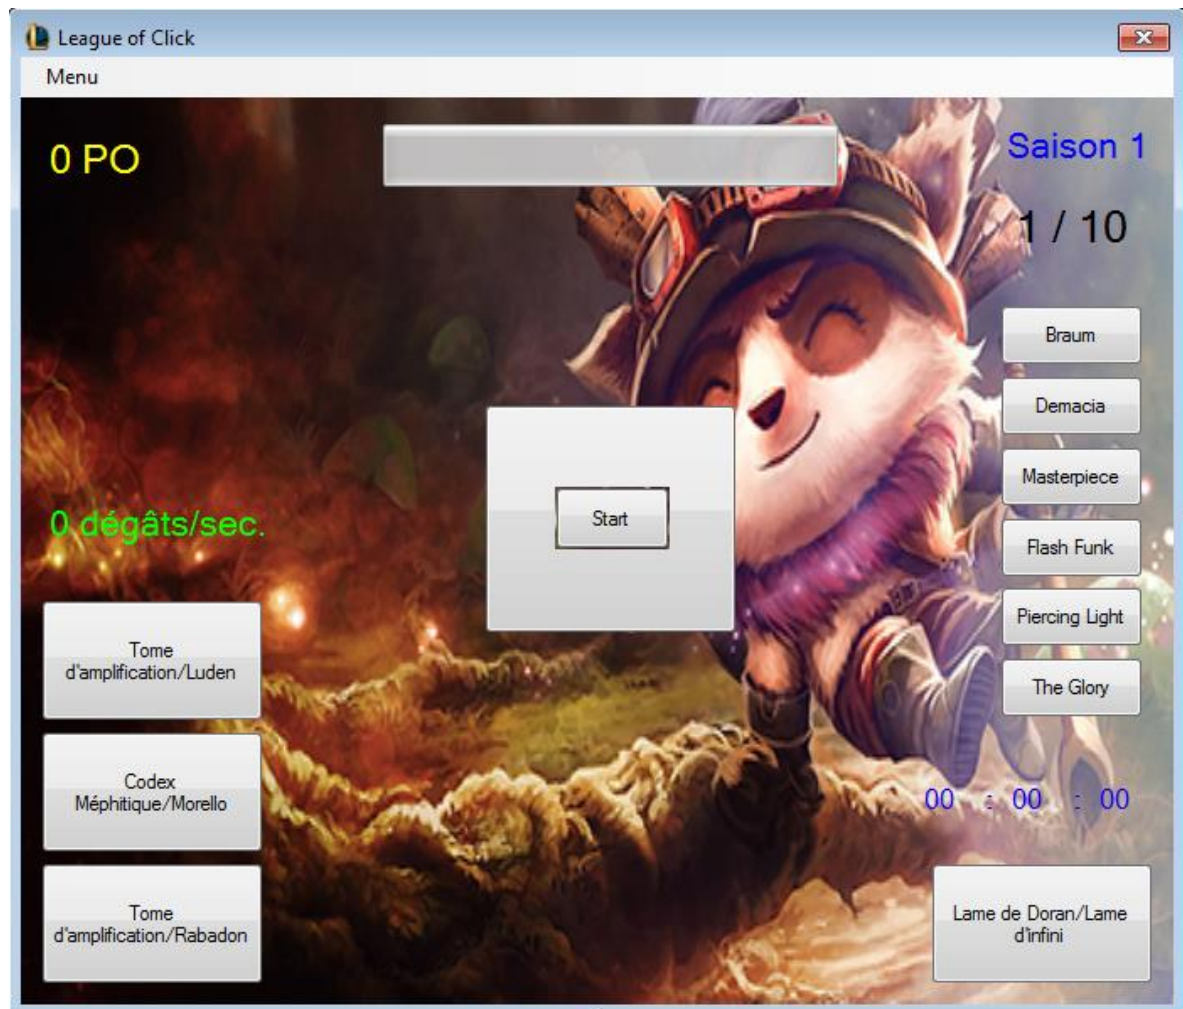 League of Click
Menu
0 PO
Saison 1
1 / 10
Braum
Demacia
Masterpiece
Start
0 dégâts/sec.
Flash Funk
Piercing Light
Tome
d'amplification/Luden
The Glory
Codex
Méphitique/Morello
00 : 00 : 00
Tome
d'amplification/Rabadon
Lame de Doran/Lame
d'infini